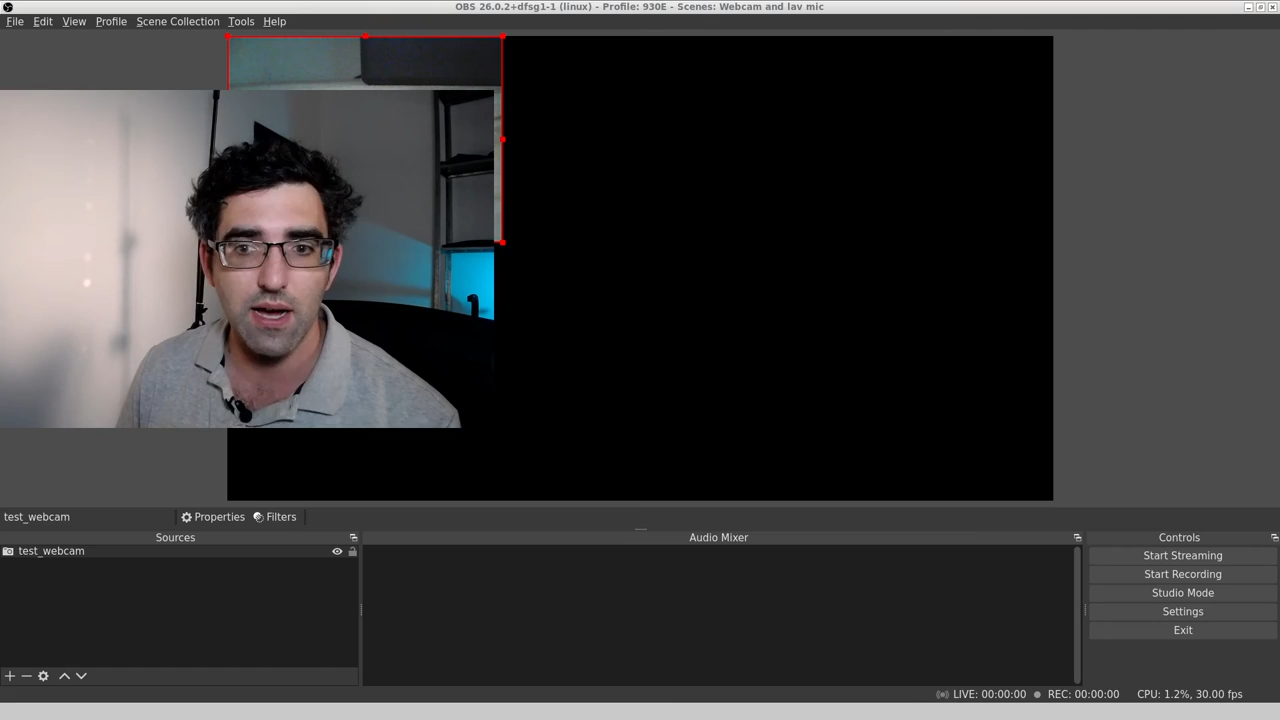 OBS 26.0.2+dfsg1-1 (linux) - Profile: 930E - Scenes: Webcam and lav mic
File Edit View Profile Scene Collection Tools Help
test_webcam Properties Filters
Sources Audio Mixer Controls
test_webcam
Start Streaming
Start Recording
Studio Mode
Settings
Exit
LIVE: 00:00:00 REC: 00:00:00 CPU: 1.2%, 30.00 fps